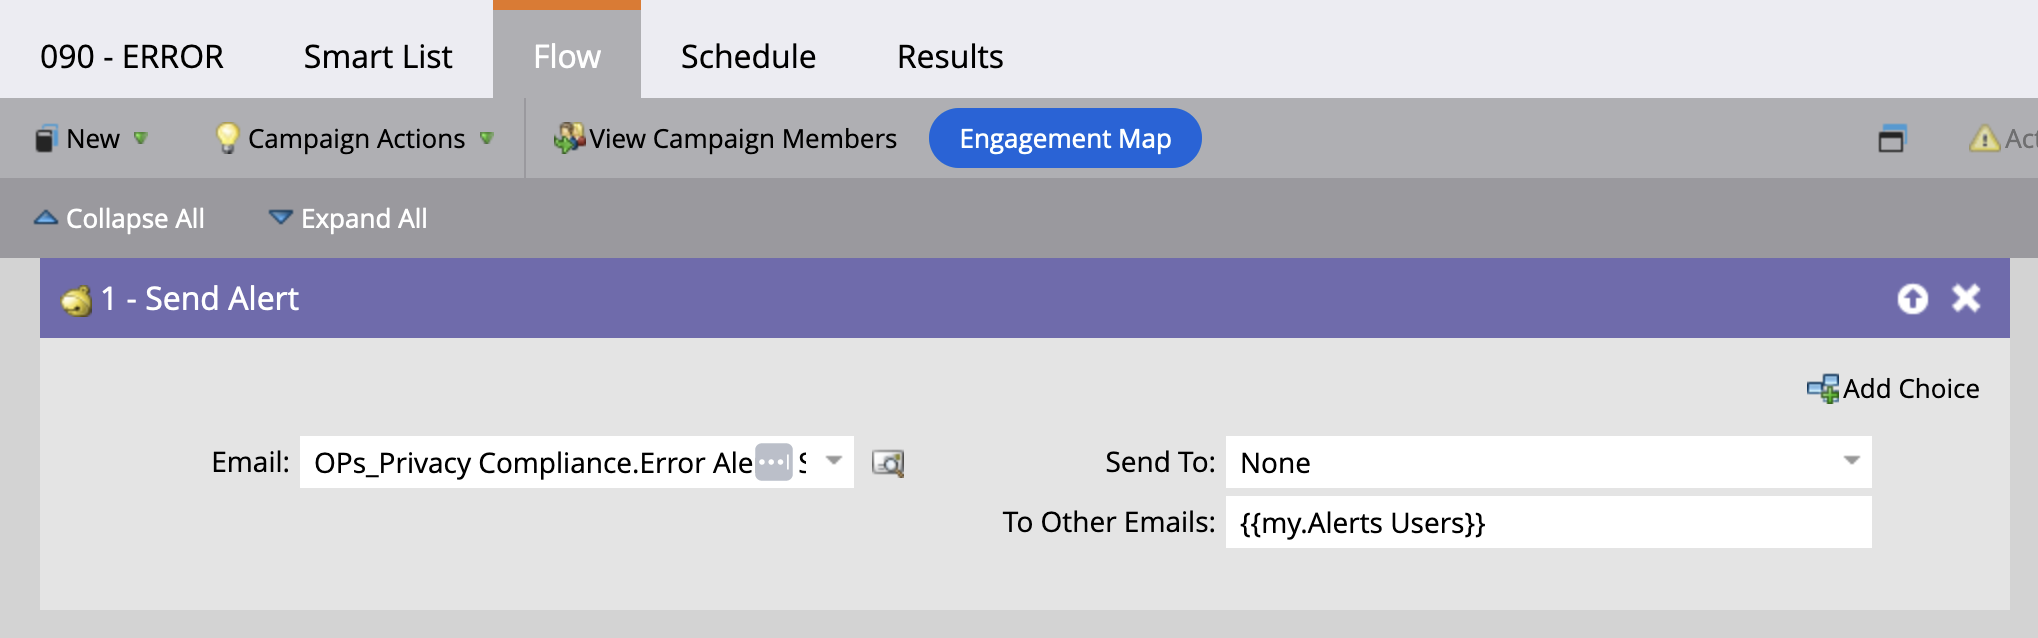 090 - ERROR Smart List Flow Schedule Results
New Campaign Actions View Campaign Members Engagement Map
Collapse All Expand All
1 - Send Alert
Add Choice
Email: OPs_Privacy Compliance.Error Ale Send To: None
To Other Emails: {{my.Alerts Users}}